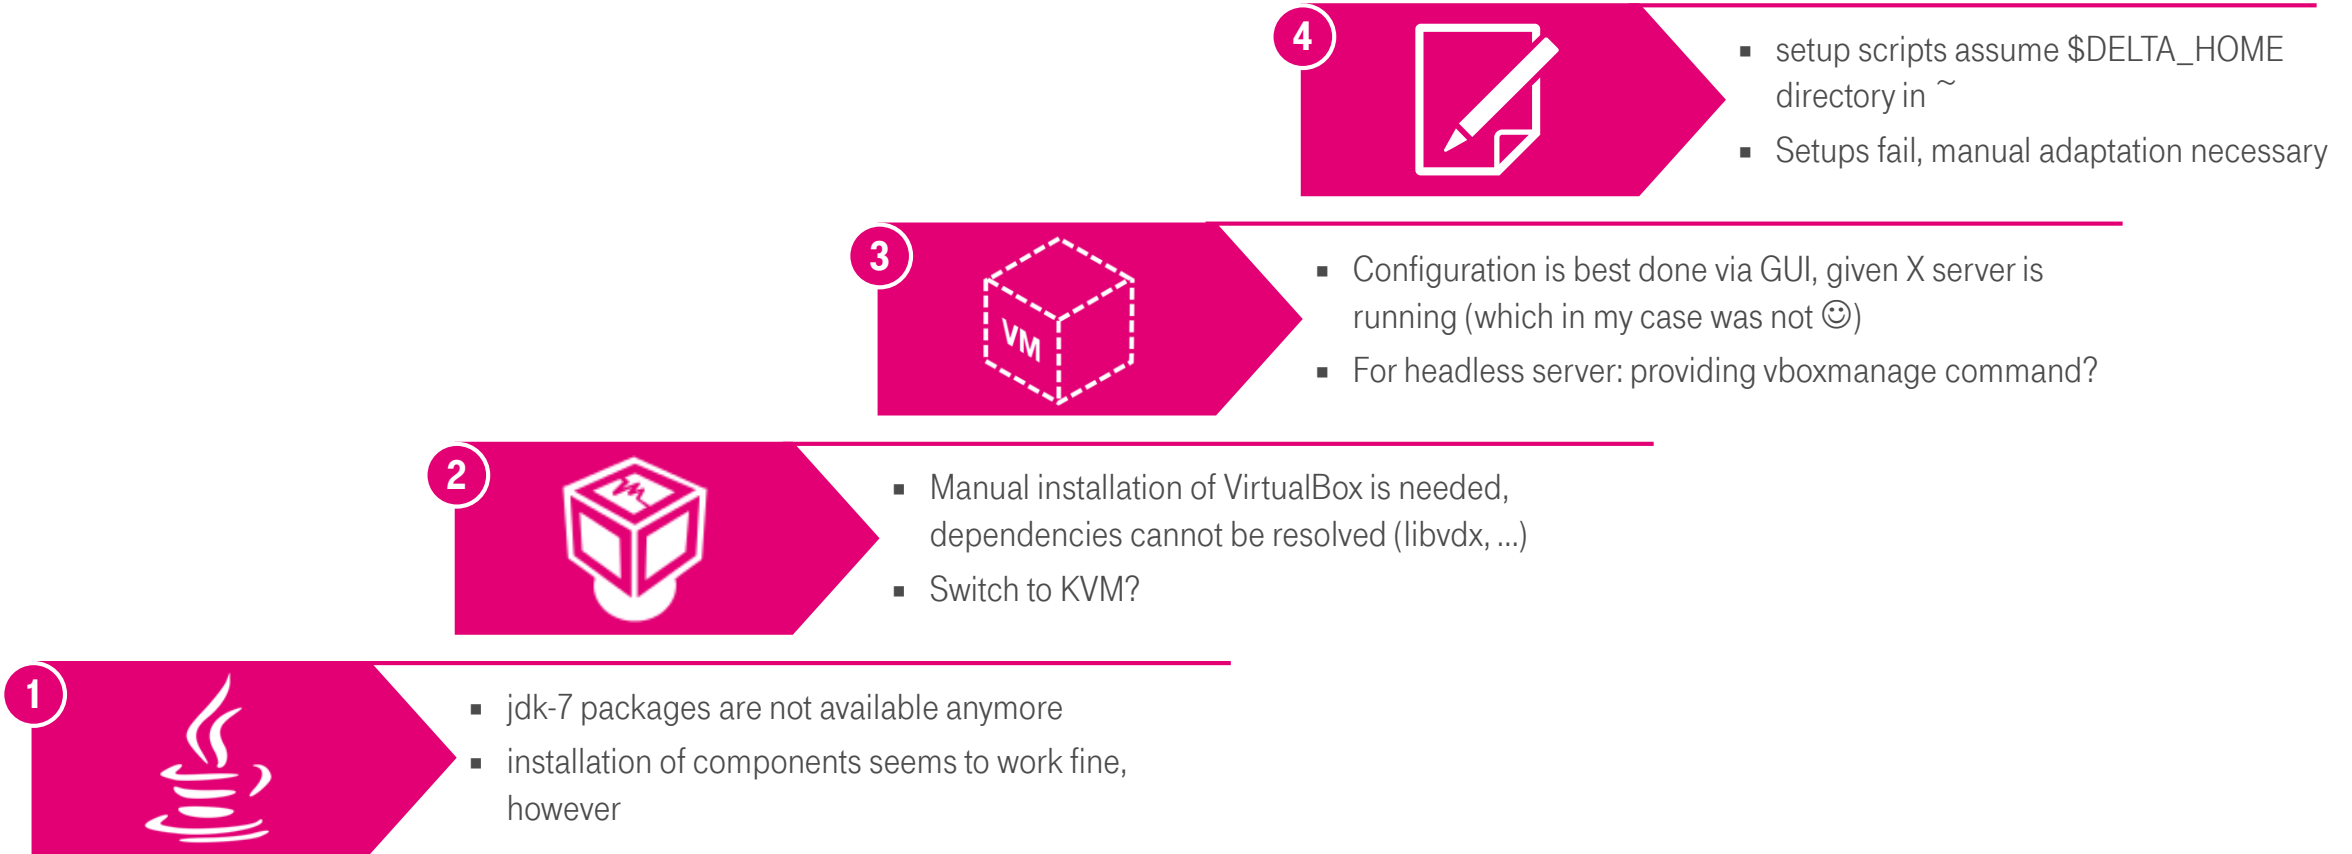 4
▪ setup scripts assume $DELTA_HOME
directory in ~
▪ Setups fail, manual adaptation necessary
3
VM
▪ Configuration is best done via GUI, given X server is
running (which in my case was not ☺)
▪ For headless server: providing vboxmanage command?
2
▪ Manual installation of VirtualBox is needed,
dependencies cannot be resolved (libvdx, ...)
▪ Switch to KVM?
1
▪ jdk-7 packages are not available anymore
▪ installation of components seems to work fine,
however